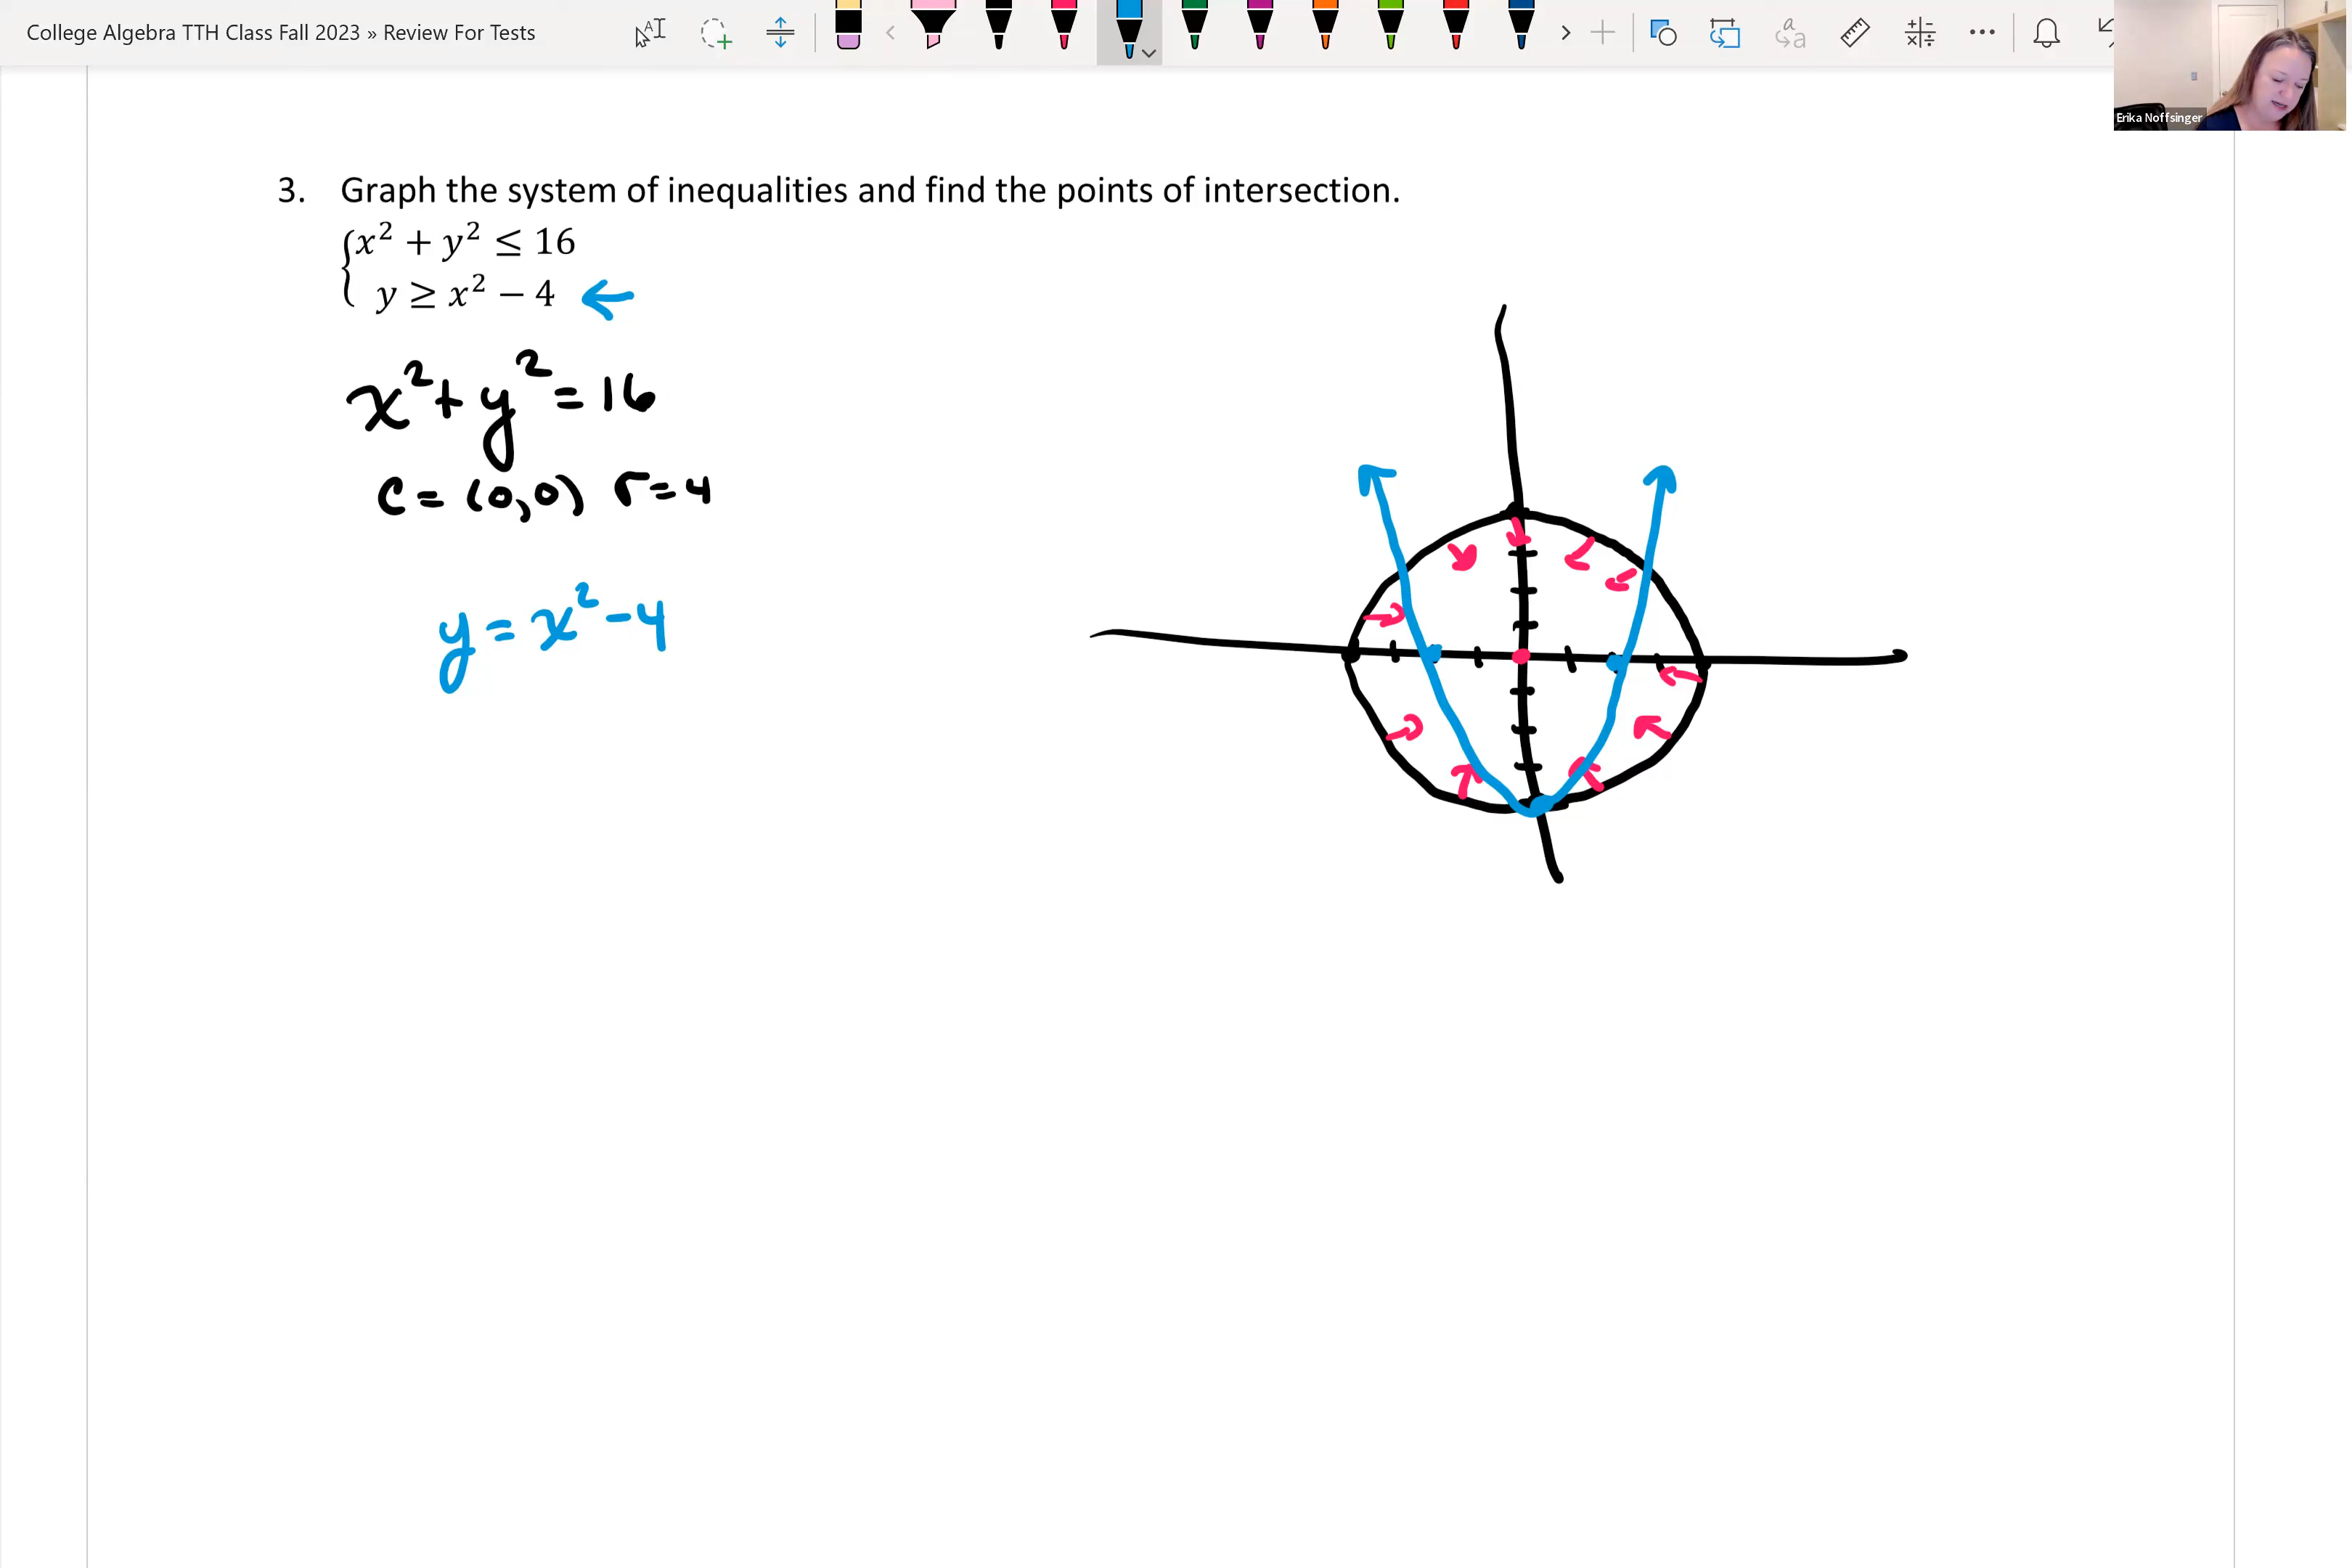 College Algebra TTH Class Fall 2023 » Review For Tests
Erika Noffsinger
3. Graph the system of inequalities and find the points of intersection.
{x² + y² ≤ 16
y ≥ x² − 4 ←
x² + y² = 16
C = (0,0) r = 4
y = x² − 4